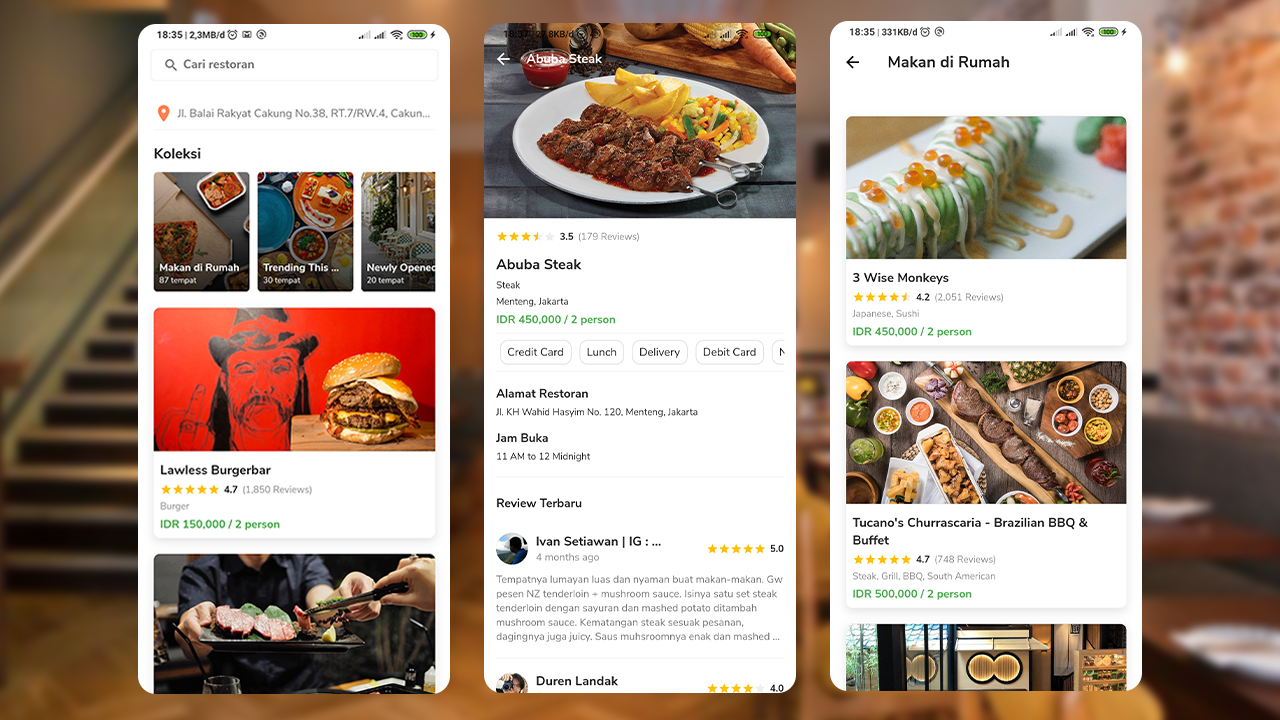 18:35 | 2,3MB/d
100
Cari restoran
Jl. Balai Rakyat Cakung No.38, RT.7/RW.4, Cakun...
Koleksi
Makan di Rumah
87 tempat
Trending This ...
30 tempat
Newly Opened
20 tempat
Lawless Burgerbar
4.7 (1,850 Reviews)
Burger
IDR 150,000 / 2 person
100
Abuba Steak
3.5 (179 Reviews)
Abuba Steak
Steak
Menteng, Jakarta
IDR 450,000 / 2 person
Credit Card
Lunch
Delivery
Debit Card
Alamat Restoran
Jl. KH Wahid Hasyim No. 120, Menteng, Jakarta
Jam Buka
11 AM to 12 Midnight
Review Terbaru
Ivan Setiawan | IG : ...
4 months ago
5.0
Tempatnya lumayan luas dan nyaman buat makan-makan. Gw
pesen NZ tenderloin + mushroom sauce. Isinya satu set steak
tenderloin dengan sayuran dan mashed potato ditambah
mushroom sauce. Kematangan steak sesuai pesanan,
dagingnya juga juicy. Saus muhsroomnya enak dan mashed ...
Duren Landak
4.0
18:35 | 331KB/d
100
Makan di Rumah
3 Wise Monkeys
4.2 (2,051 Reviews)
Japanese, Sushi
IDR 450,000 / 2 person
Tucano's Churrascaria - Brazilian BBQ &
Buffet
4.7 (748 Reviews)
Steak, Grill, BBQ, South American
IDR 500,000 / 2 person